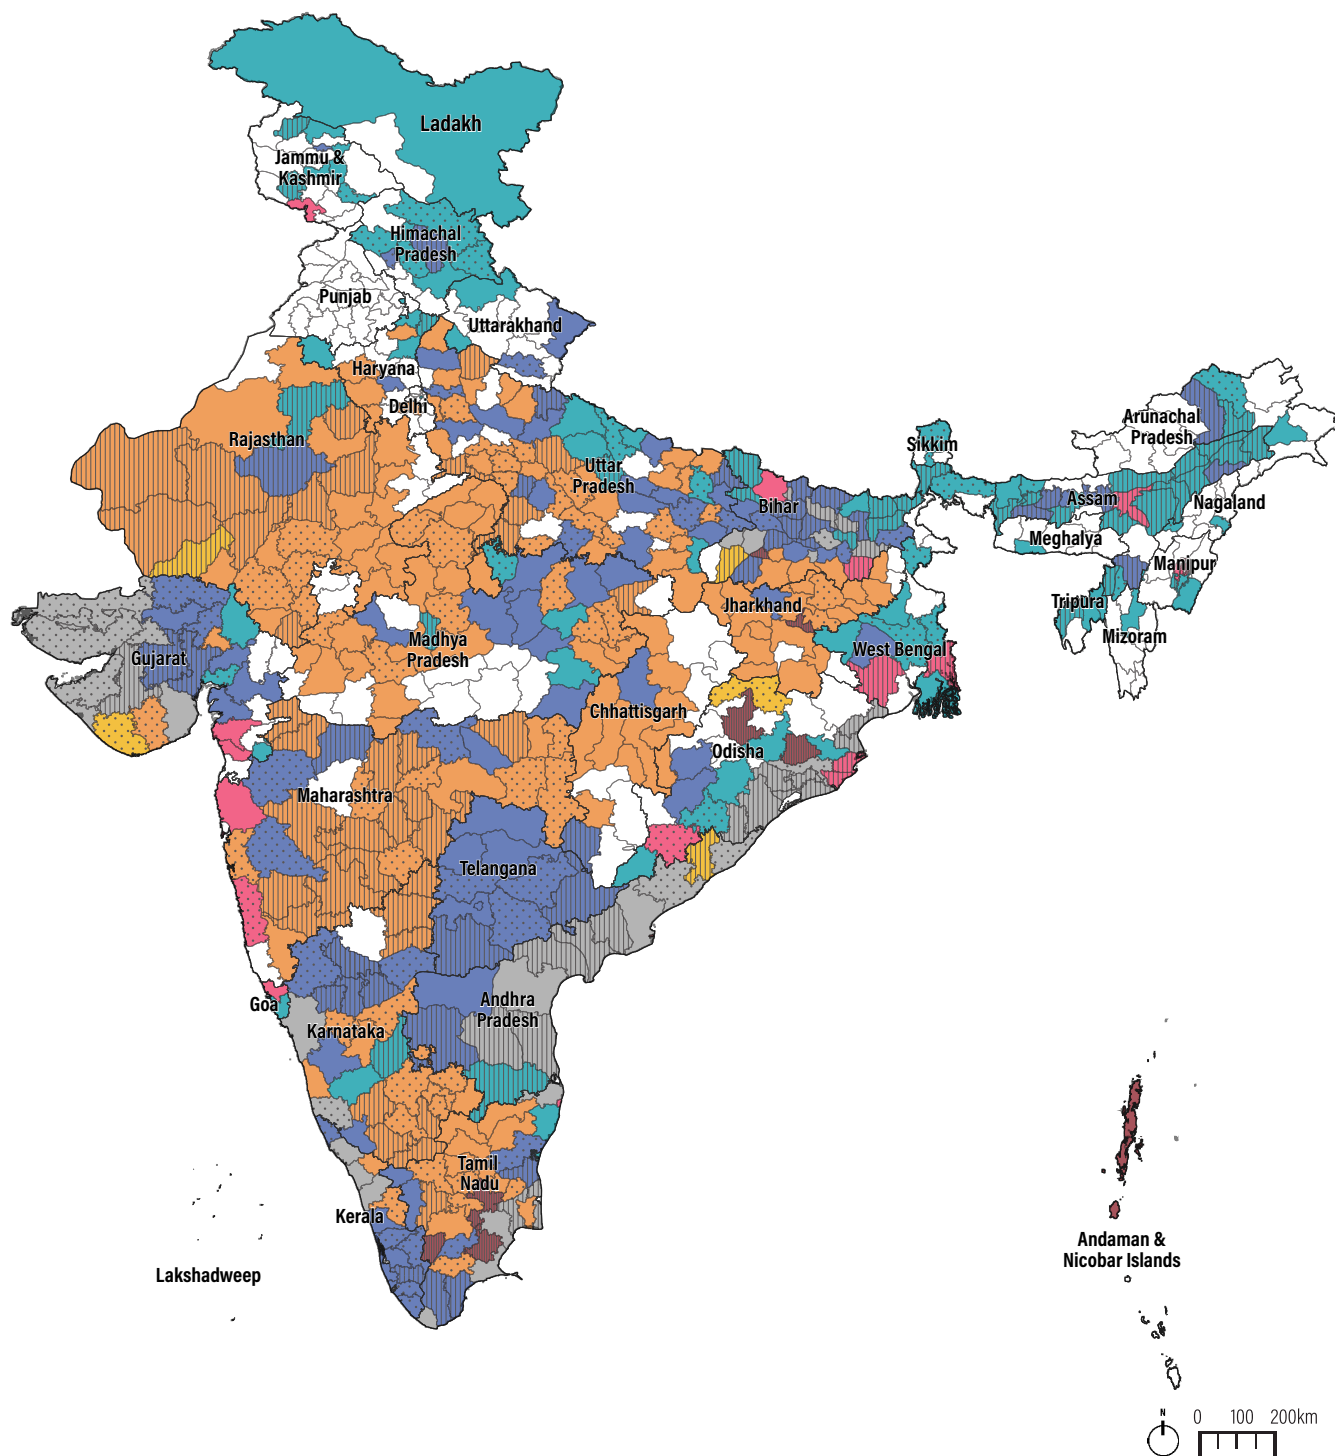 Ladakh
Jammu &
Kashmir
Himachal
Pradesh
Punjab
Uttarakhand
Haryana
Delhi
Rajasthan
Uttar
Pradesh
Sikkim
Arunachal
Pradesh
Bihar
Assam
Nagaland
Meghalya
Manipur
Jharkhand
Tripura
Mizoram
Gujarat
Madhya
Pradesh
West Bengal
Chhattisgarh
Odisha
Maharashtra
Telangana
Goa
Andhra
Pradesh
Karnataka
Tamil
Nadu
Kerala
Lakshadweep
Andaman &
Nicobar Islands
N
0 100 200km